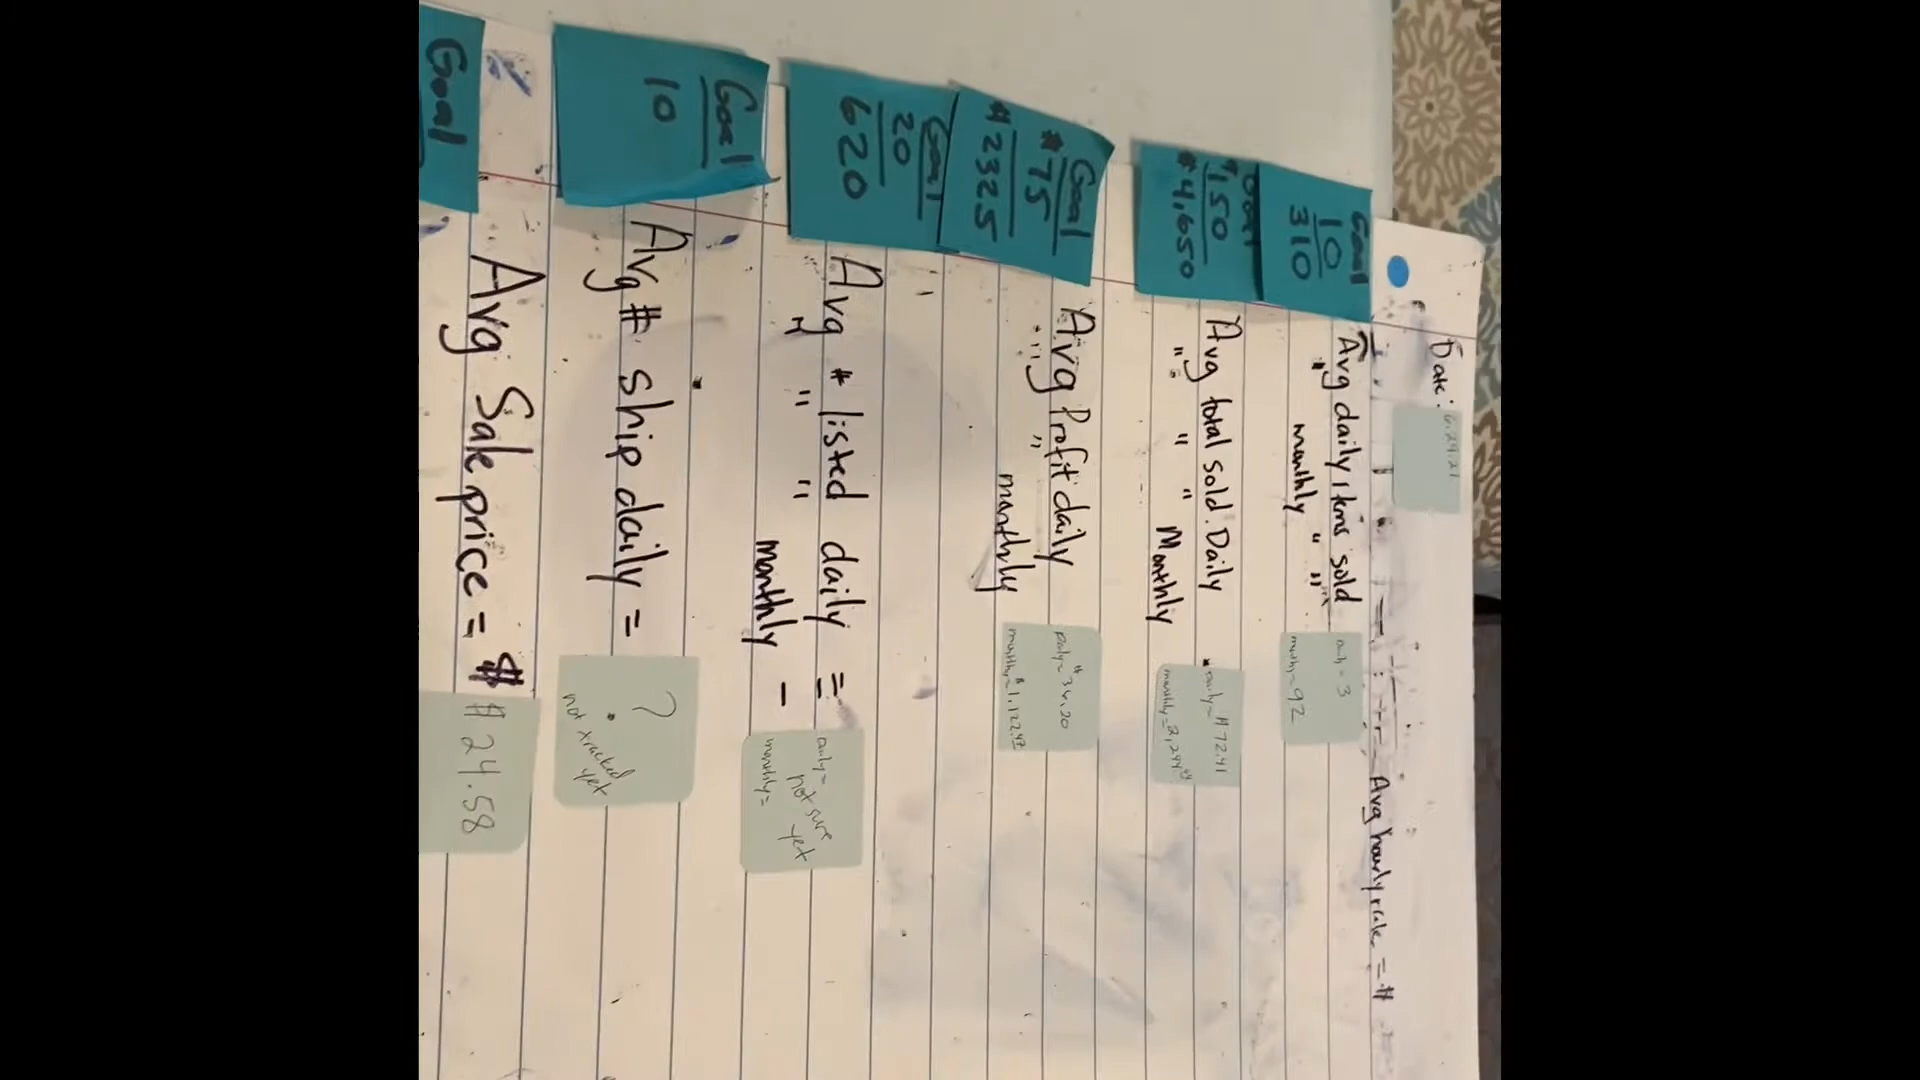 Date: 6.29.21
Avg hourly rate = $
Goal
10
310
Avg daily items sold
monthly " "
daily = 3
monthly = 92
Goal
$150
$4,650
Avg total sold. Daily
" " " Monthly
daily = $72.41
monthly = 2,244.69
Goal
$75
$2325
Avg Profit daily
" " monthly
Daily = $36.20
monthly = $1,122.47
Goal
20
620
Avg # listed daily =
" " " monthly -
daily =
monthly =
not sure
yet
Goal
10
Avg # ship daily =
?
not tracked
yet
Goal
Avg Sale price = $
$24.58